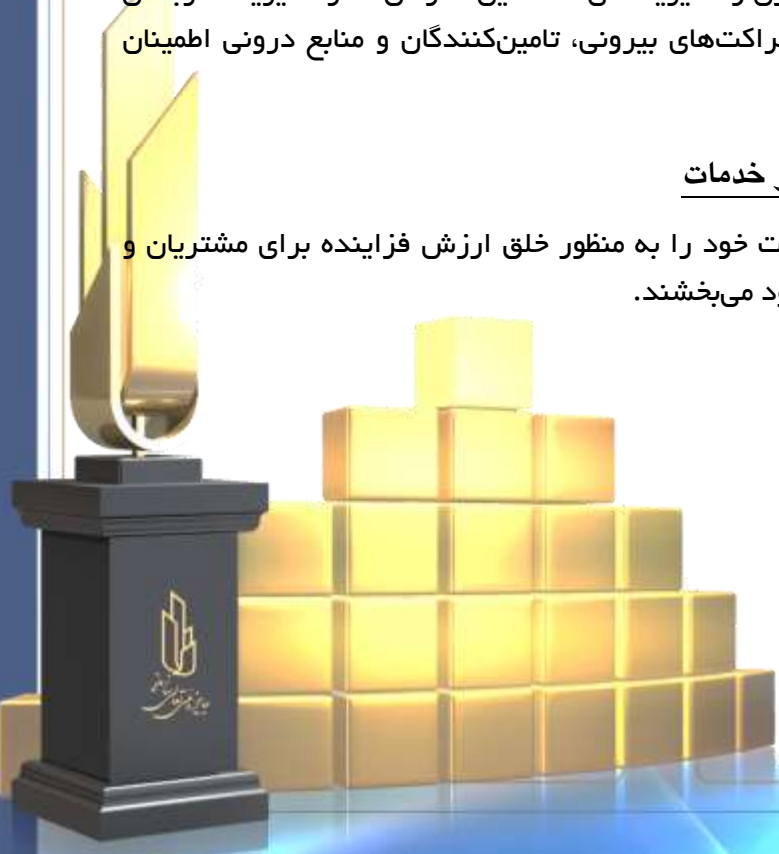 راکت‌های بیرونی، تامین‌کنندگان و منابع درونی اطمینان
خدمات
ت خود را به منظور خلق ارزش فزاینده برای مشتریان و
ود می‌بخشند.